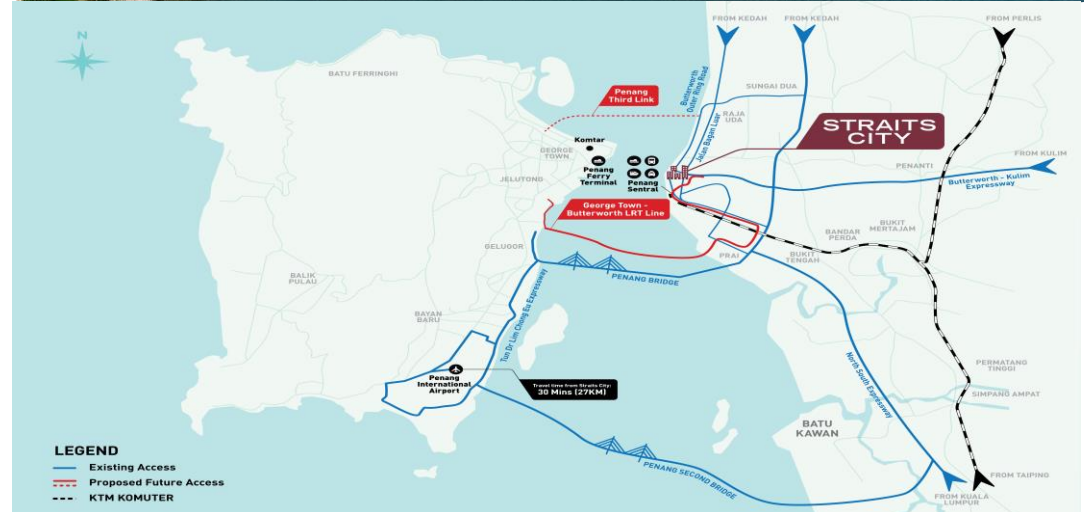 FROM KEDAH
FROM KEDAH
FROM PERLIS
N
BATU FERRINGHI
Penang
Third Link
Butterworth
Outer Ring Road
SUNGAI DUA
RAJA
UDA
Jalan Bagan Luar
STRAITS
CITY
Komtar
GEORGE
TOWN
Penang
Ferry
Terminal
Penang
Sentral
PENANTI
FROM KULIM
Butterworth - Kulim
Expressway
JELUTONG
George Town -
Butterworth LRT Line
BUKIT
MERTAJAM
BANDAR
PERDA
GELUGOR
PRAI
BUKIT
TENGAH
BALIK
PULAU
PENANG BRIDGE
Tun Dr Lim Chong Eu Expressway
BAYAN
BARU
North South Expressway
Penang
International
Airport
Travel time from Straits City:
30 Mins (27KM)
PERMATANG
TINGGI
SIMPANG AMPAT
BATU
KAWAN
LEGEND
Existing Access
Proposed Future Access
KTM KOMUTER
PENANG SECOND BRIDGE
FROM TAIPING
FROM KUALA
LUMPUR